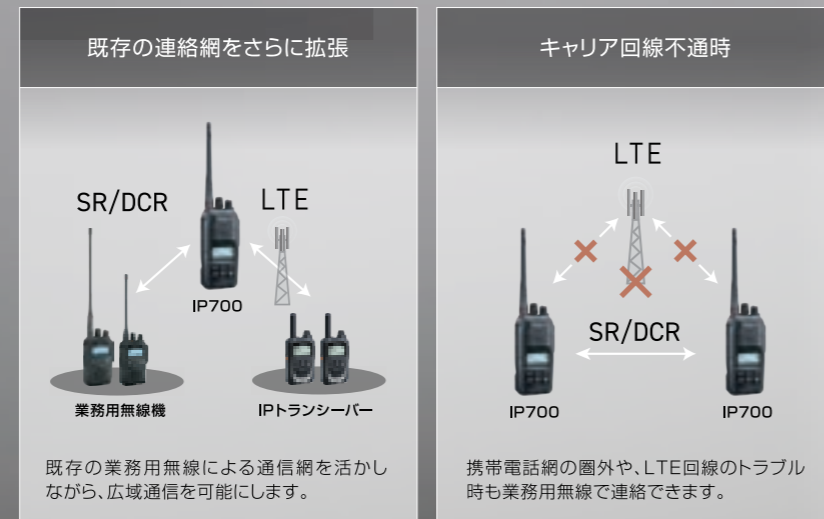 既存の連絡網をさらに拡張
SR/DCR
LTE
IP700
業務用無線機
IPトランシーバー
既存の業務用無線による通信網を活かし
ながら、広域通信を可能にします。
キャリア回線不通時
LTE
SR/DCR
IP700
IP700
携帯電話網の圏外や、LTE回線のトラブル
時も業務用無線で連絡できます。